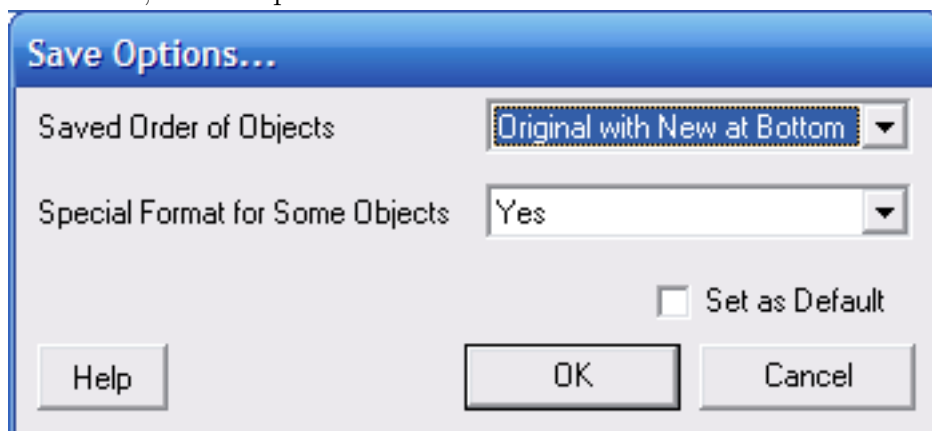 Save Options...
Saved Order of Objects Original with New at Bottom
Special Format for Some Objects Yes
Set as Default
Help OK Cancel